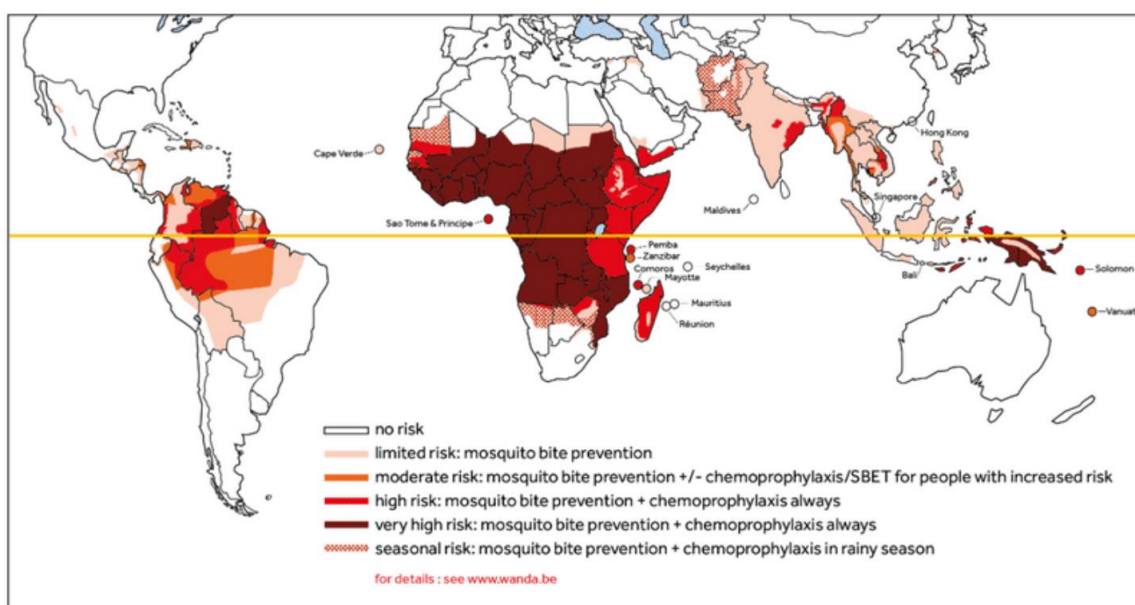 Cape Verde
Hong Kong
Sao Tome & Principe
Maldives
Singapore
Pemba
Zanzibar
Comoros
Seychelles
Mayotte
Bali
Solomon
Mauritius
Vanuat
Réunion
no risk
limited risk: mosquito bite prevention
moderate risk: mosquito bite prevention +/- chemoprophylaxis/SBET for people with increased risk
high risk: mosquito bite prevention + chemoprophylaxis always
very high risk: mosquito bite prevention + chemoprophylaxis always
seasonal risk: mosquito bite prevention + chemoprophylaxis in rainy season
for details : see www.wanda.be